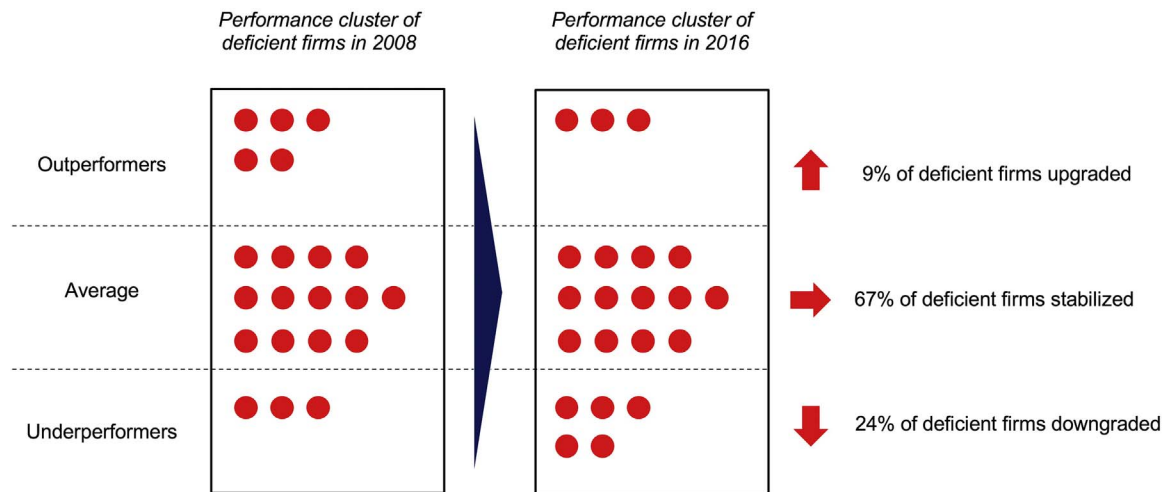 Performance cluster of
deficient firms in 2008
Performance cluster of
deficient firms in 2016
Outperformers
9% of deficient firms upgraded
Average
67% of deficient firms stabilized
Underperformers
24% of deficient firms downgraded